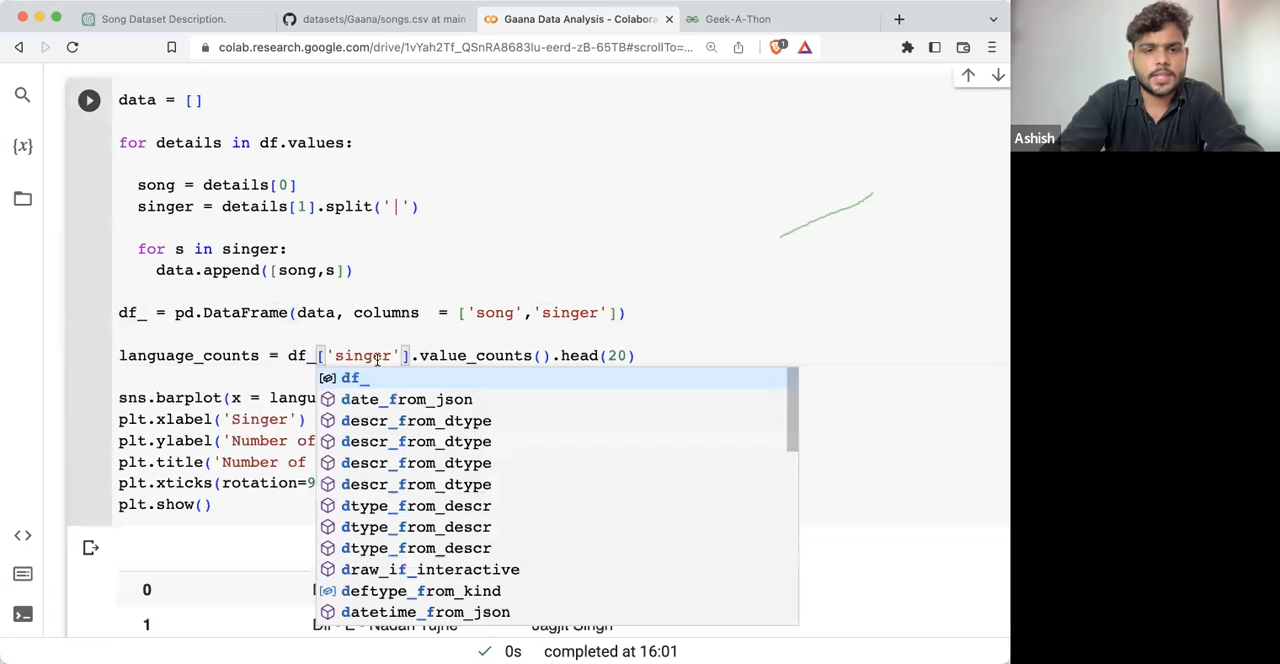 Song Dataset Description.
datasets/Gaana/songs.csv at main
Gaana Data Analysis - Colabora
Geek-A-Thon
colab.research.google.com/drive/1vYah2Tf_QSnRA8683lu-eerd-zB-65TB#scrollTo=...
1
Ashish
{x}
data = []
for details in df.values:
song = details[0]
singer = details[1].split('|')
for s in singer:
data.append([song,s])
df_ = pd.DataFrame(data, columns = ['song','singer'])
language_counts = df_['singer'].value_counts().head(20)
sns.barplot(x = langu
plt.xlabel('Singer')
plt.ylabel('Number of
plt.title('Number of
plt.xticks(rotation=9
plt.show()
df_
date_from_json
descr_from_dtype
descr_from_dtype
descr_from_dtype
descr_from_dtype
dtype_from_descr
dtype_from_descr
dtype_from_descr
draw_if_interactive
deftype_from_kind
datetime_from_json
0
1
0s completed at 16:01